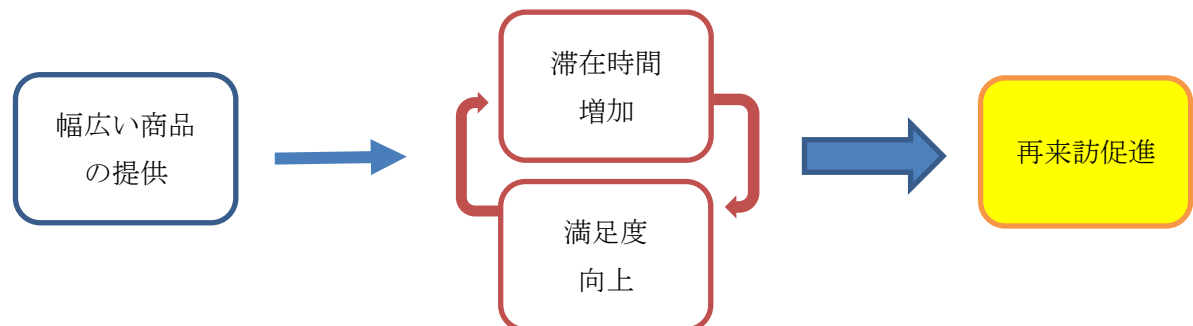 幅広い商品
の提供
滞在時間
増加
満足度
向上
再来訪促進